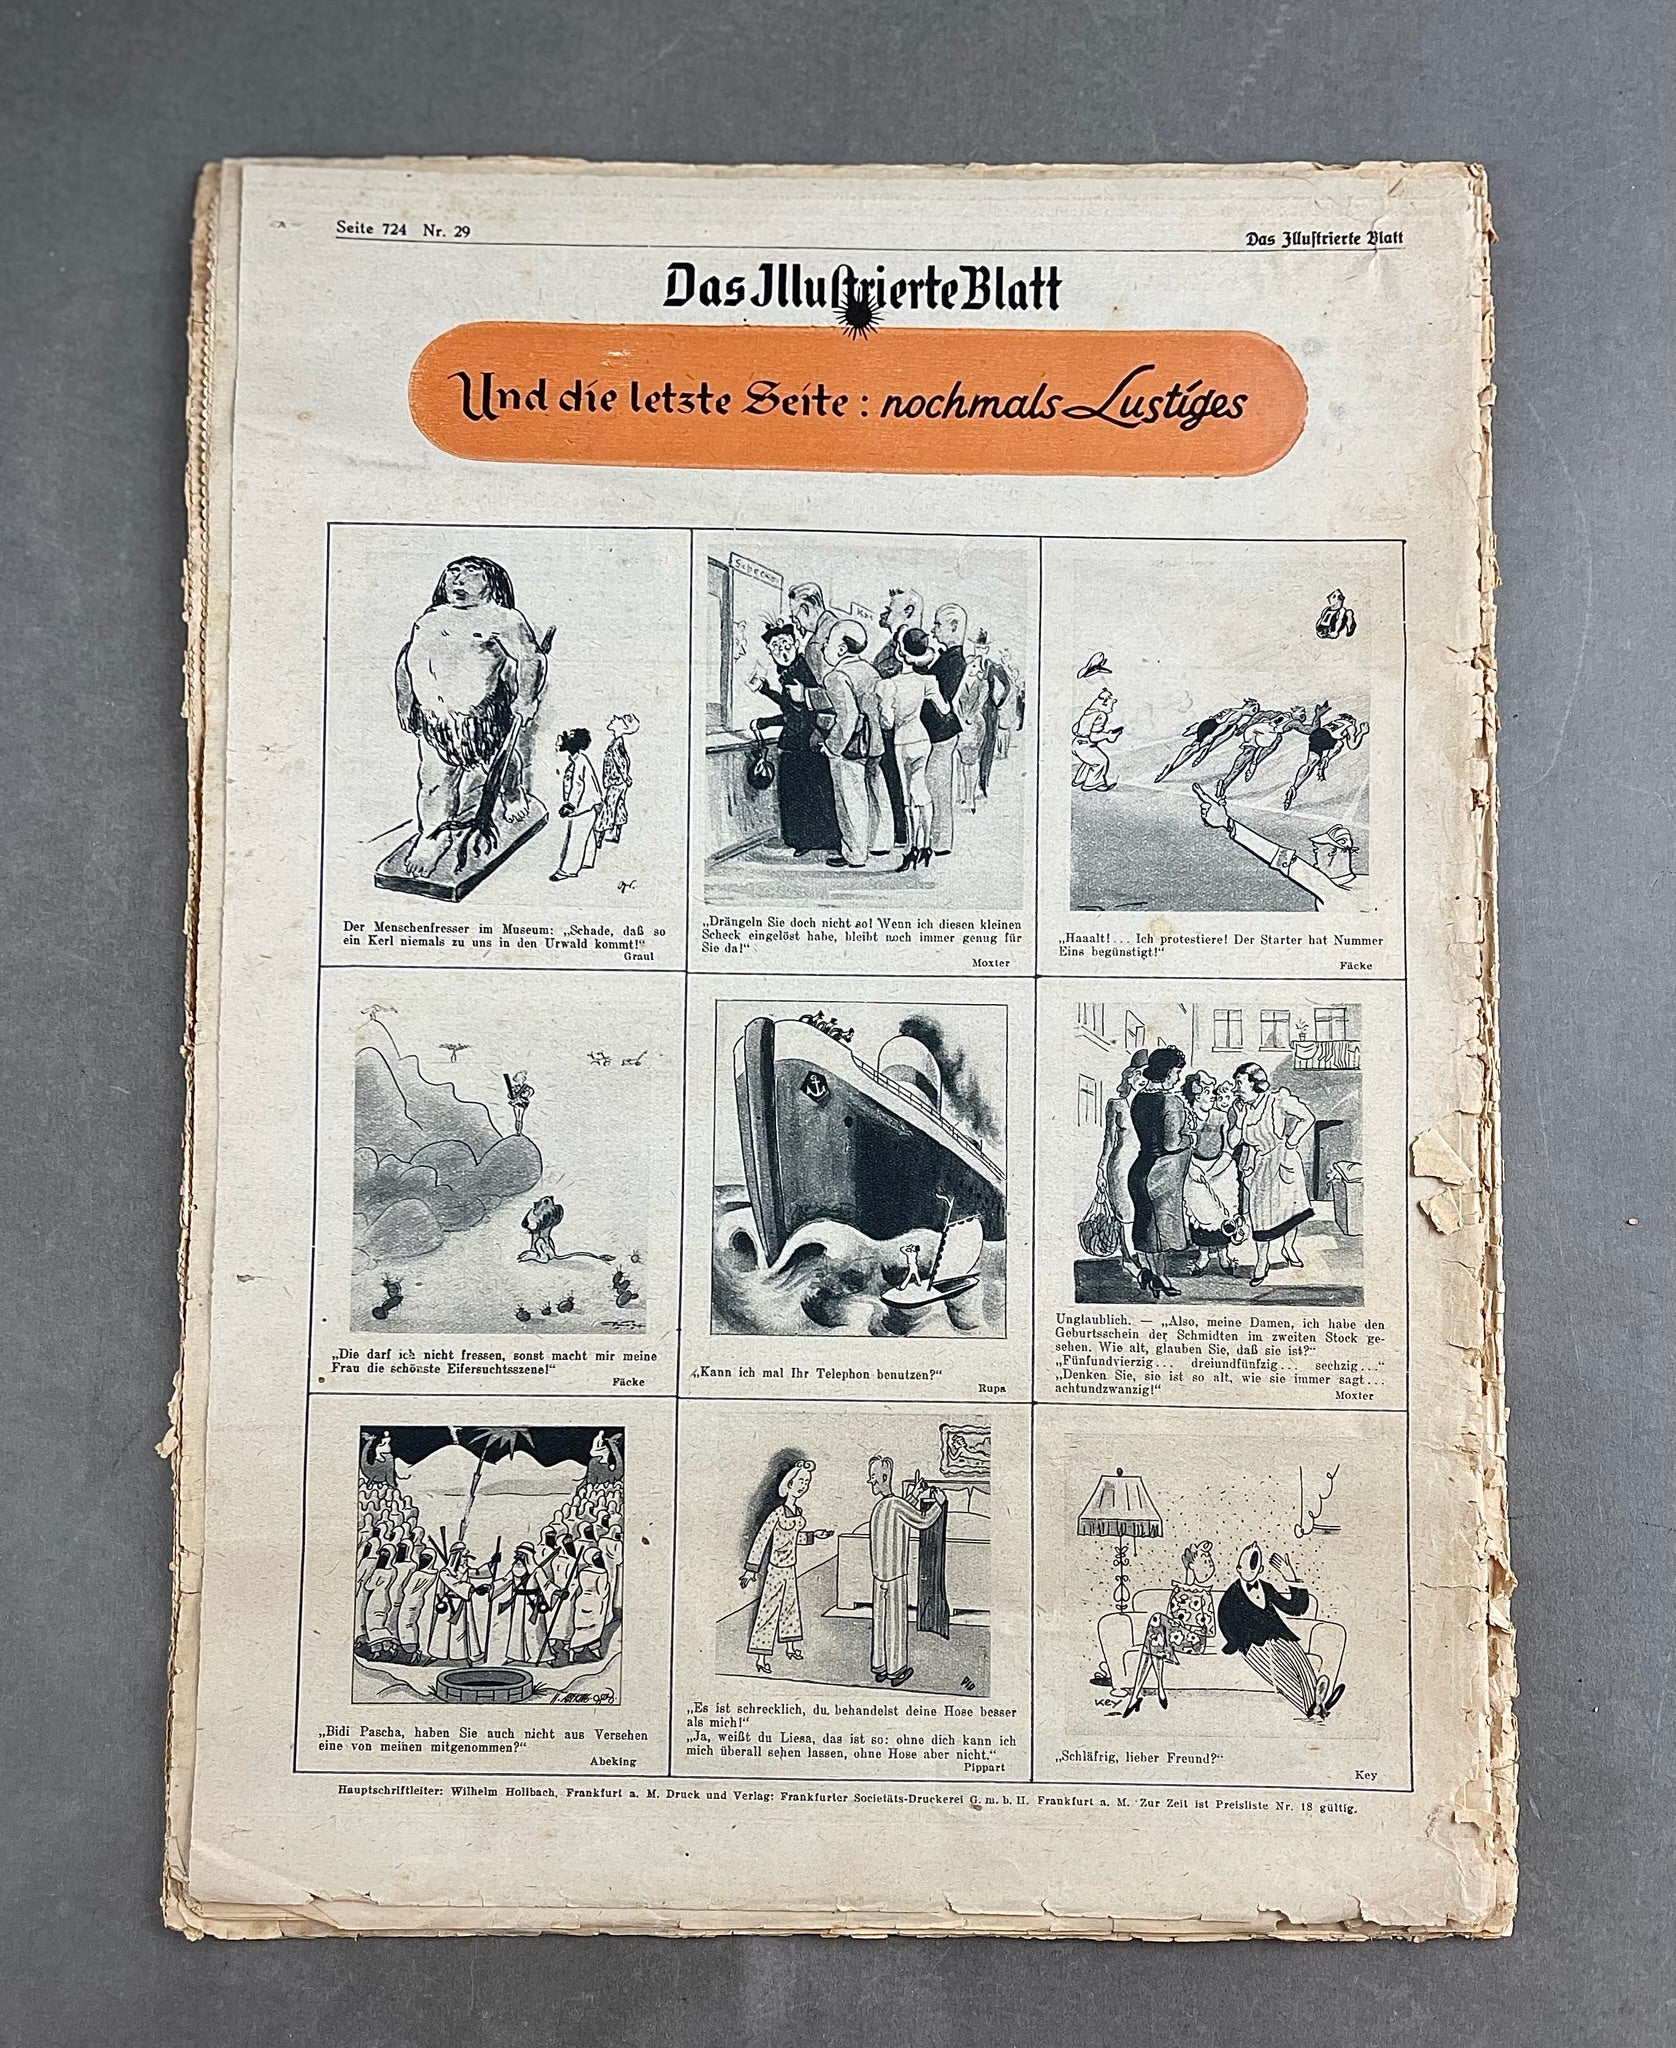 Seite 724 Nr. 29
Das Illustrierte Blatt
Das Illustrierte Blatt
Und die letzte Seite: nochmals Lustiges
Der Menschenfresser im Museum: „Schade, daß so
ein Kerl niemals zu uns in den Urwald kommt!“
Graul
„Drängeln Sie doch nicht so! Wenn ich diesen kleinen
Scheck eingelöst habe, bleibt noch immer genug für
Sie da!“
Moxter
„Haaalt!... Ich protestiere! Der Starter hat Nummer
Eins begünstigt!“
Fäcke
„Die darf ich nicht fressen, sonst macht mir meine
Frau die schönste Eifersuchtsszene!“
Fäcke
„Kann ich mal Ihr Telephon benutzen?“
Rupa
Unglaublich. — „Also, meine Damen, ich habe den
Geburtsschein der Schmidten im zweiten Stock ge-
sehen. Wie alt, glauben Sie, daß sie ist?“
„Fünfundvierzig... dreiundfünfzig... sechzig...“
„Denken Sie, sie ist so alt, wie sie immer sagt...
achtundzwanzig!“
Moxter
„Bidi Pascha, haben Sie auch nicht aus Versehen
eine von meinen mitgenommen?“
Abeking
„Es ist schrecklich, du behandelst deine Hose besser
als mich!“
„Ja, weißt du Liesa, das ist so: ohne dich kann ich
mich überall sehen lassen, ohne Hose aber nicht.“
Pippart
Key
„Schläfrig, lieber Freund?“
Key
Hauptschriftleiter: Wilhelm Hollbach, Frankfurt a. M. Druck und Verlag: Frankfurter Societäts-Druckerei G. m. b. H. Frankfurt a. M. Zur Zeit ist Preisliste Nr. 18 gültig.